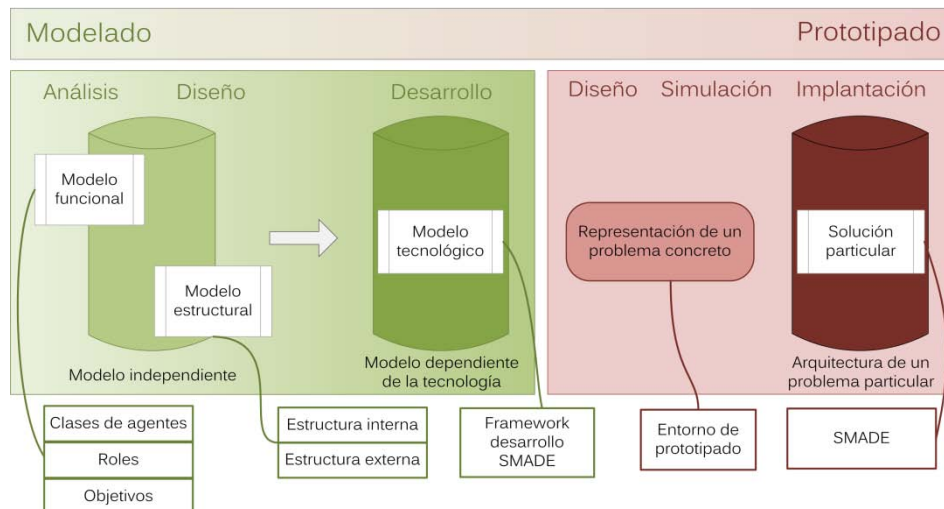 Modelado
Prototipado
Análisis
Diseño
Desarrollo
Diseño
Simulación
Implantación
Modelo
funcional
Modelo
estructural
Modelo independiente
Modelo
tecnológico
Modelo dependiente
de la tecnología
Representación de un
problema concreto
Solución
particular
Arquitectura de un
problema particular
Clases de agentes
Roles
Objetivos
Estructura interna
Estructura externa
Framework
desarrollo
SMADE
Entorno de
prototipado
SMADE